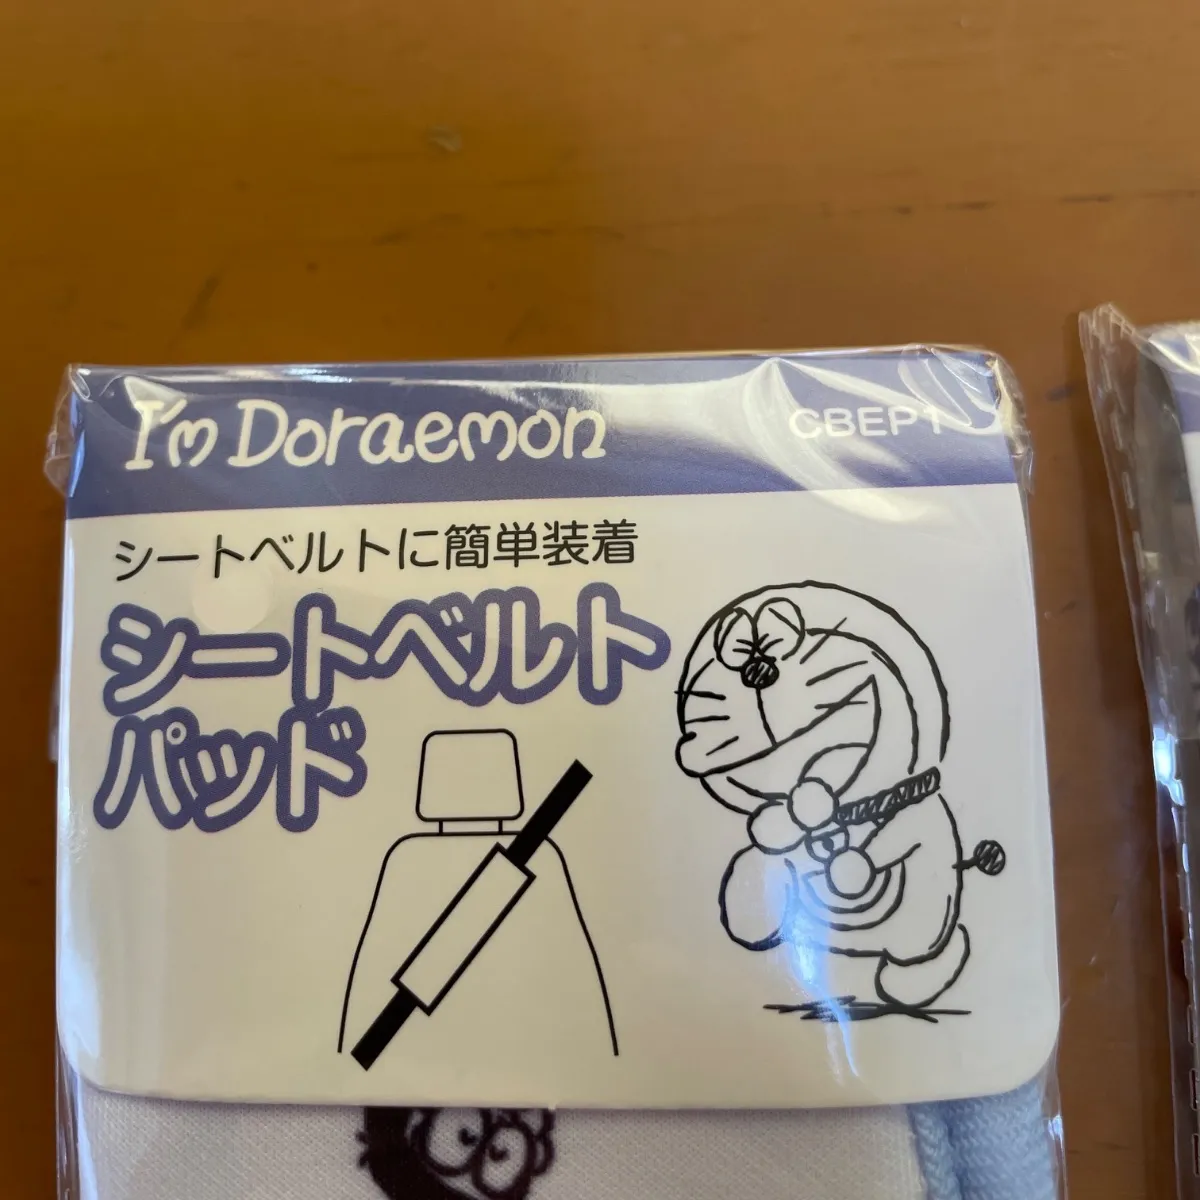 I'm Doraemon
CBEP1
シートベルトに簡単装着
シートベルト
パッド